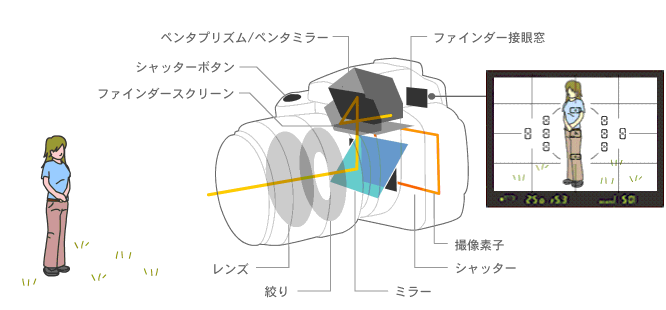 ペンタプリズム/ペンタミラー
ファインダー接眼窓
シャッターボタン
ファインダースクリーン
撮像素子
レンズ
シャッター
絞り
ミラー